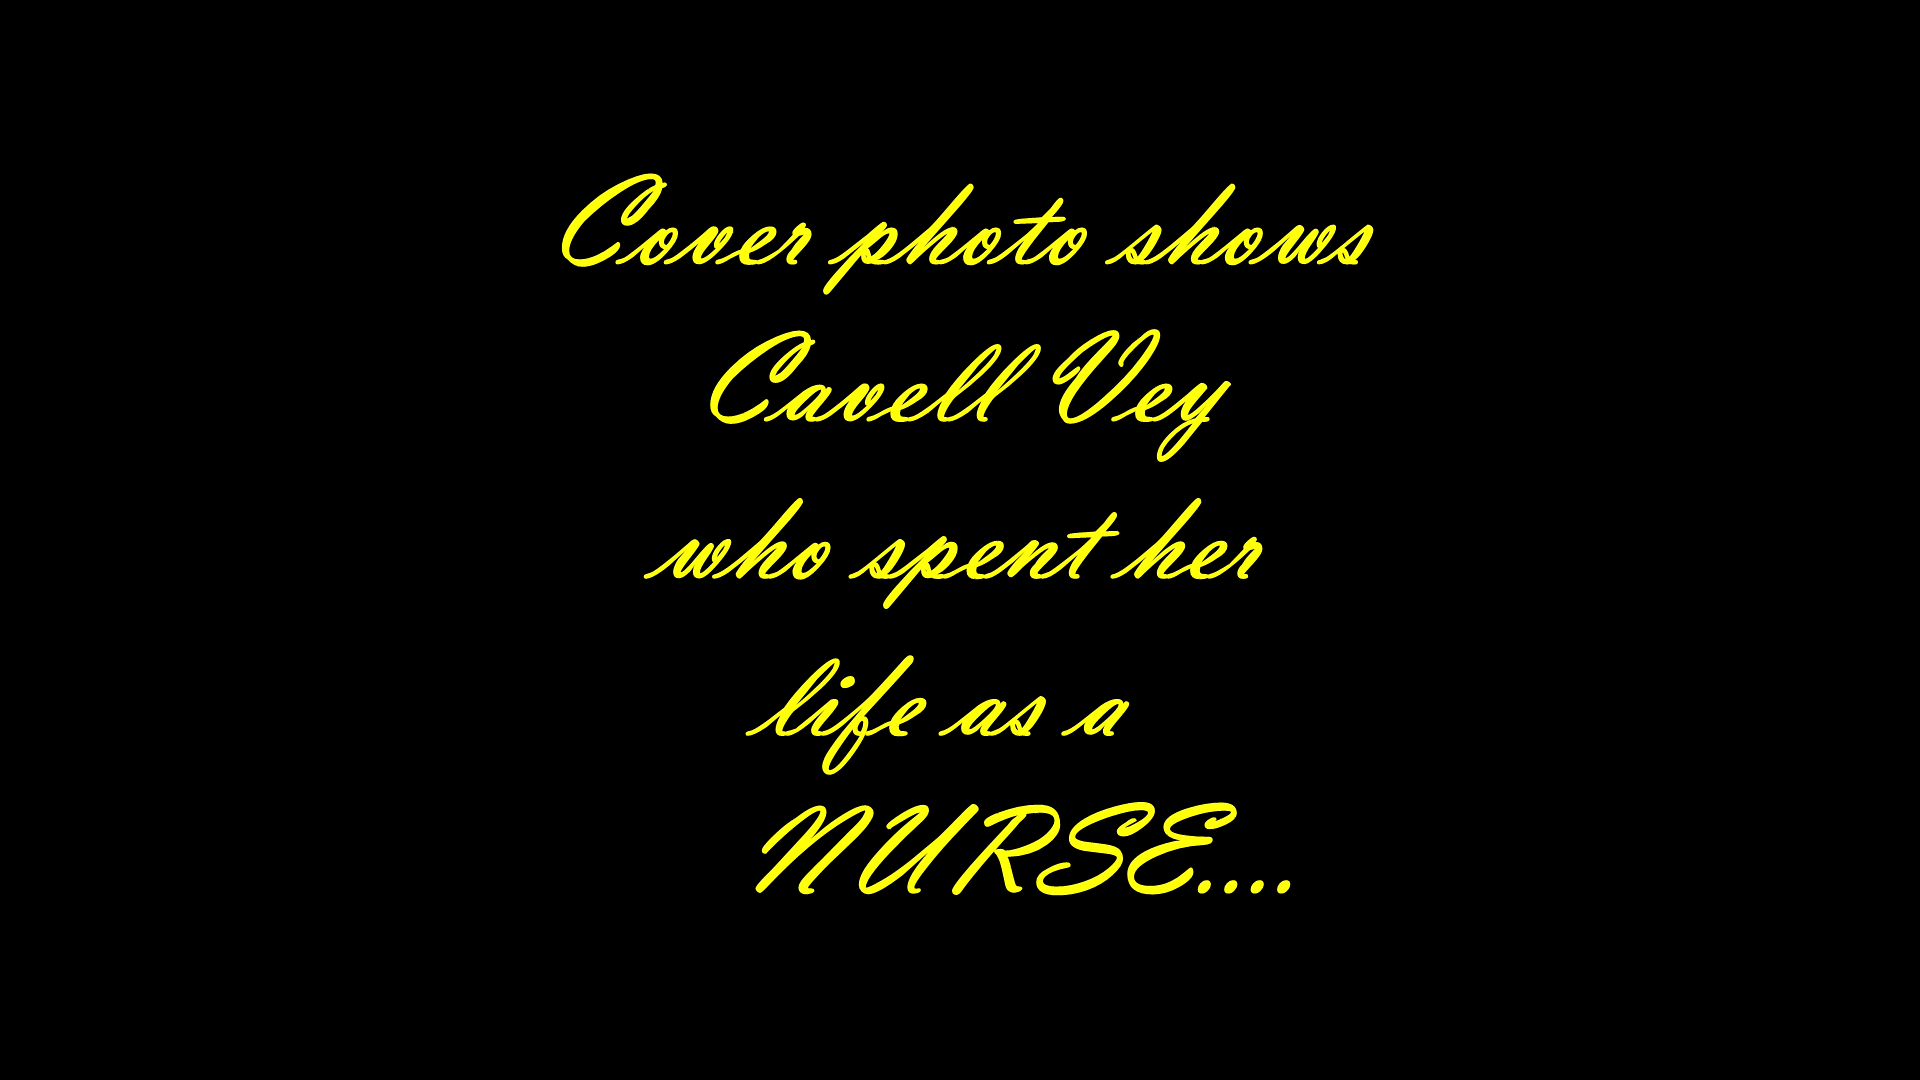 Cover photo shows
Cavell Vey
who spent her
life as a
NURSE....